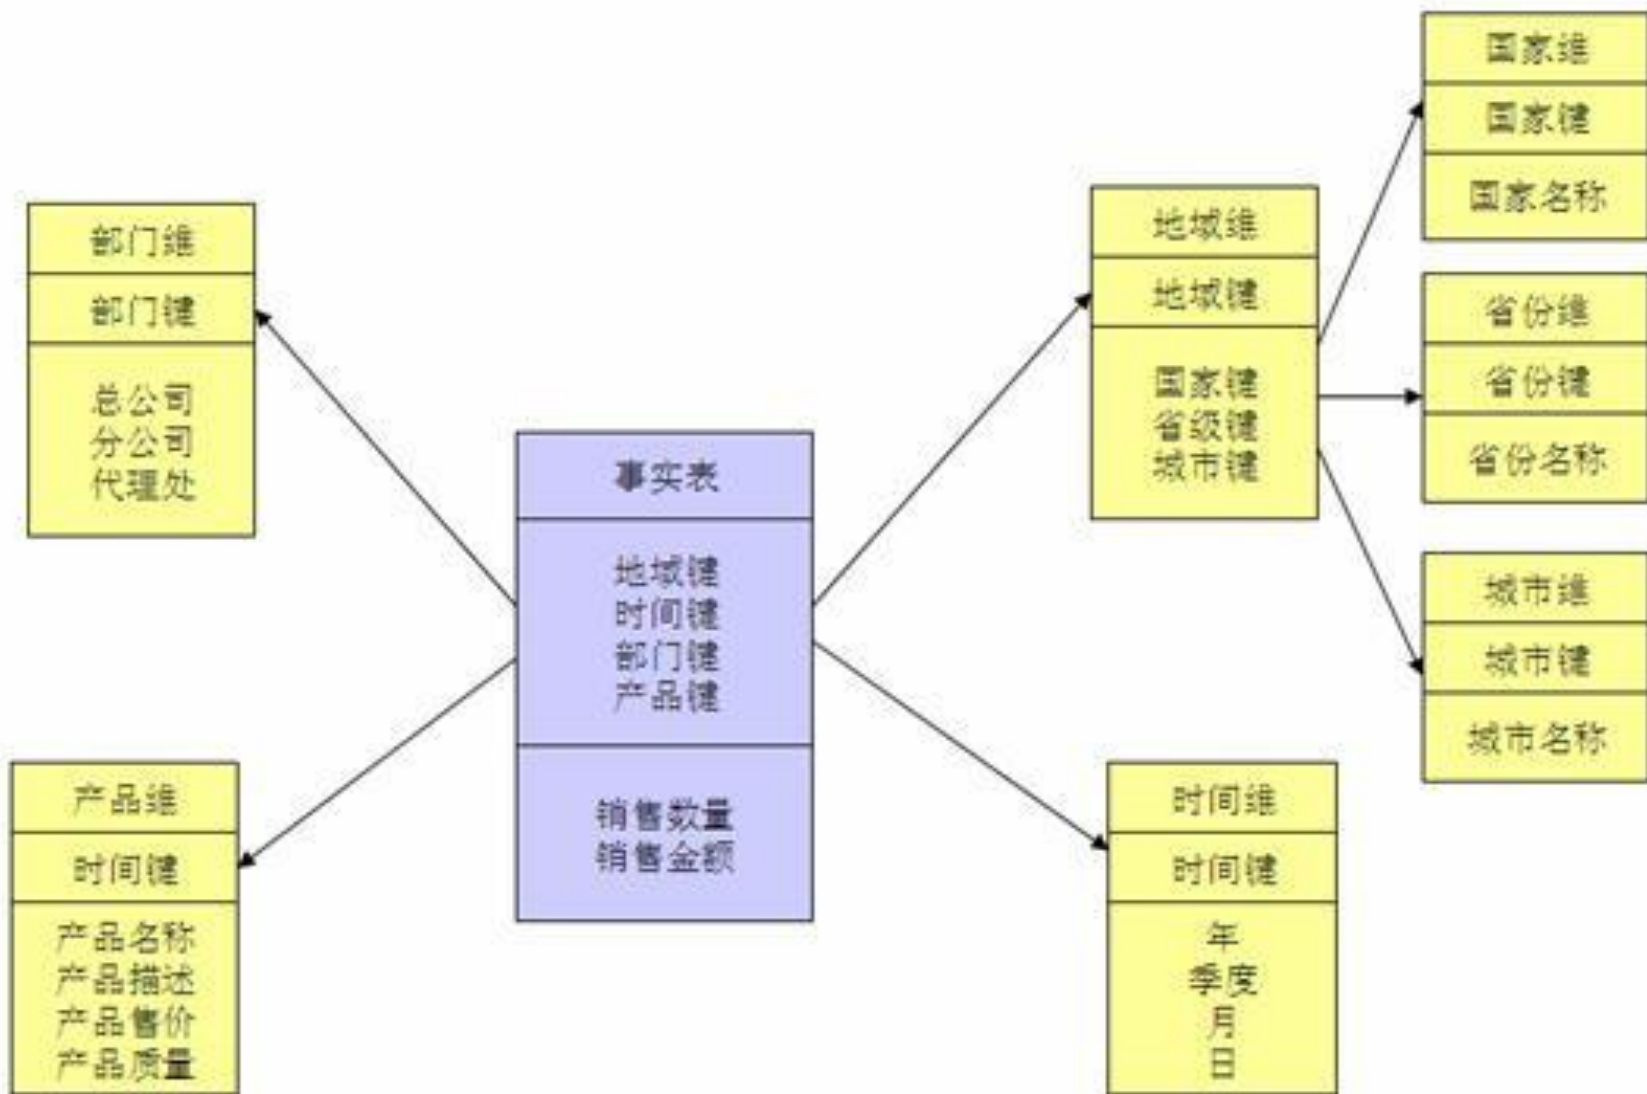 部门维
部门键
总公司
分公司
代理处
产品维
时间键
产品名称
产品描述
产品售价
产品质量
事实表
地域键
时间键
部门键
产品键
销售数量
销售金额
地域维
地域键
国家键
省级键
城市键
时间维
时间键
年
季度
月
日
国家维
国家键
国家名称
省份维
省份键
省份名称
城市维
城市键
城市名称